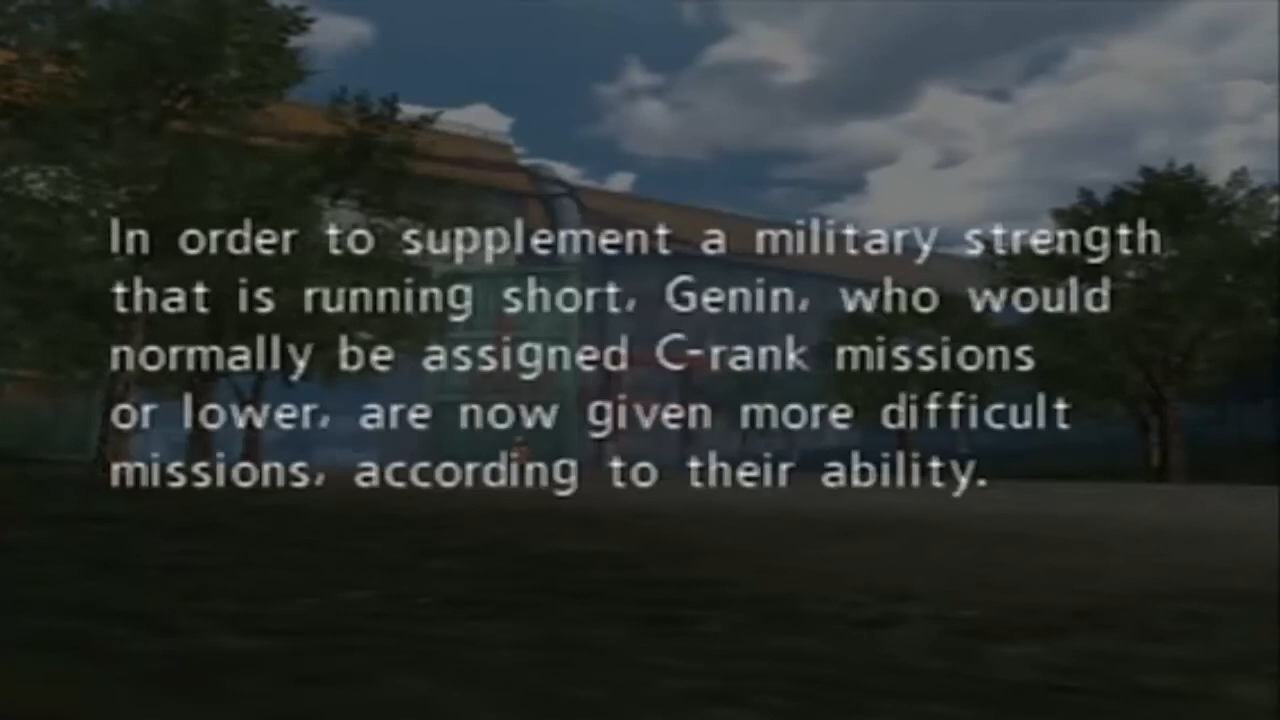 In order to supplement a military strength
that is running short, Genin, who would
normally be assigned C-rank missions
or lower, are now given more difficult
missions, according to their ability.